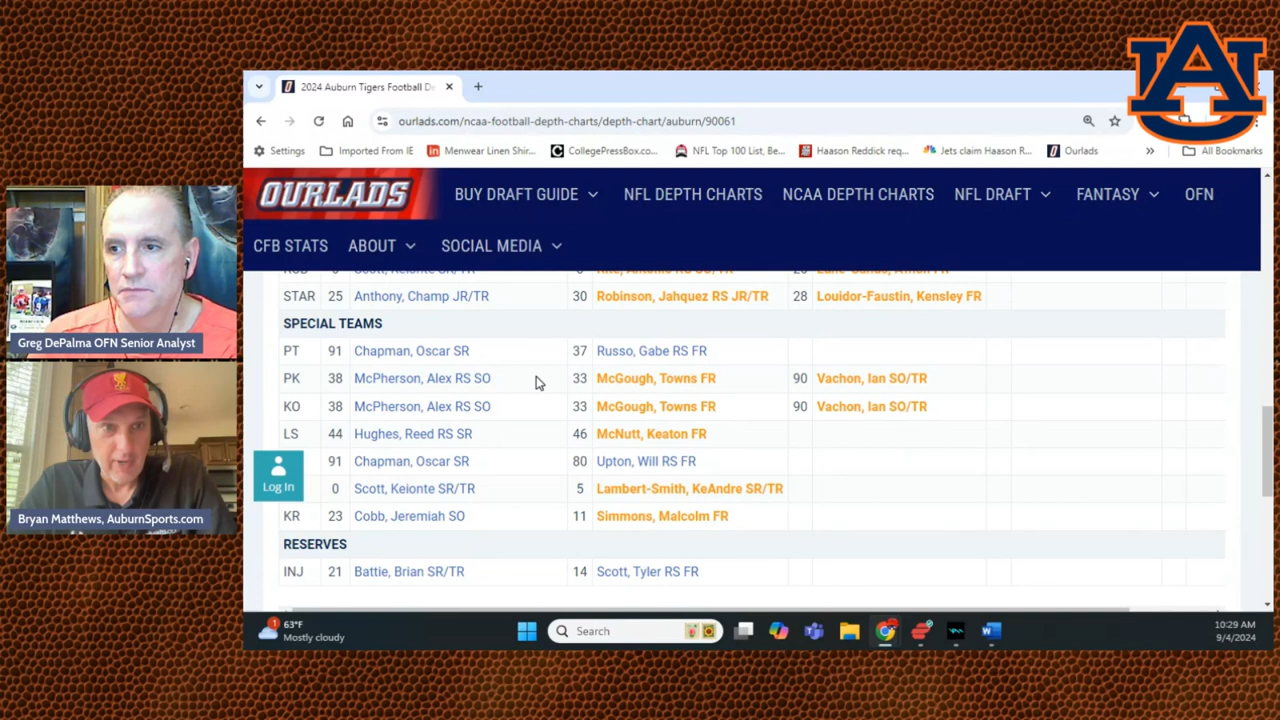 2024 Auburn Tigers Football De
ourlads.com/ncaa-football-depth-charts/depth-chart/auburn/90061
Settings Imported From IE Menwear Linen Shir... CollegePressBox.co... NFL Top 100 List, Be... Haason Reddick req... Jets claim Haason R... Ourlads » All Bookmarks
OURLADS BUY DRAFT GUIDE NFL DEPTH CHARTS NCAA DEPTH CHARTS NFL DRAFT FANTASY OFN
CFB STATS ABOUT SOCIAL MEDIA
STAR 25 Anthony, Champ JR/TR 30 Robinson, Jahquez RS JR/TR 28 Louidor-Faustin, Kensley FR
SPECIAL TEAMS
PT 91 Chapman, Oscar SR 37 Russo, Gabe RS FR
PK 38 McPherson, Alex RS SO 33 McGough, Towns FR 90 Vachon, Ian SO/TR
KO 38 McPherson, Alex RS SO 33 McGough, Towns FR 90 Vachon, Ian SO/TR
LS 44 Hughes, Reed RS SR 46 McNutt, Keaton FR
91 Chapman, Oscar SR 80 Upton, Will RS FR
Log In
0 Scott, Keionte SR/TR 5 Lambert-Smith, KeAndre SR/TR
KR 23 Cobb, Jeremiah SO 11 Simmons, Malcolm FR
RESERVES
INJ 21 Battie, Brian SR/TR 14 Scott, Tyler RS FR
Greg DePalma OFN Senior Analyst
Bryan Matthews, AuburnSports.com
1 63°F
Mostly cloudy
Search
10:29 AM
9/4/2024
AU